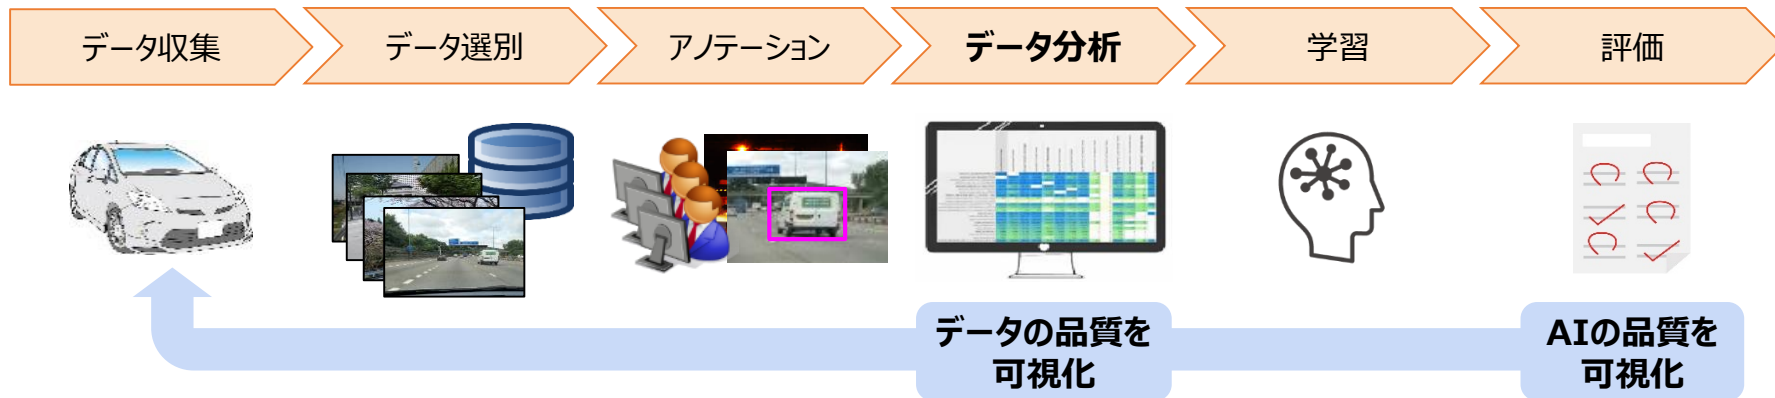 データ収集
データ選別
アノテーション
データ分析
学習
評価
データの品質を
可視化
AIの品質を
可視化